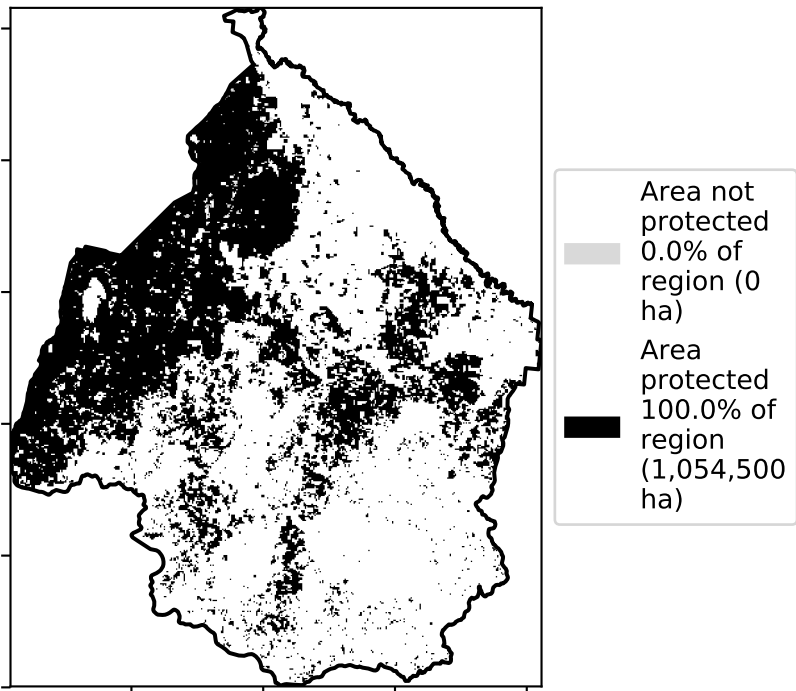 Area not
protected
0.0% of
region (0
ha)
Area
protected
100.0% of
region
(1,054,500
ha)